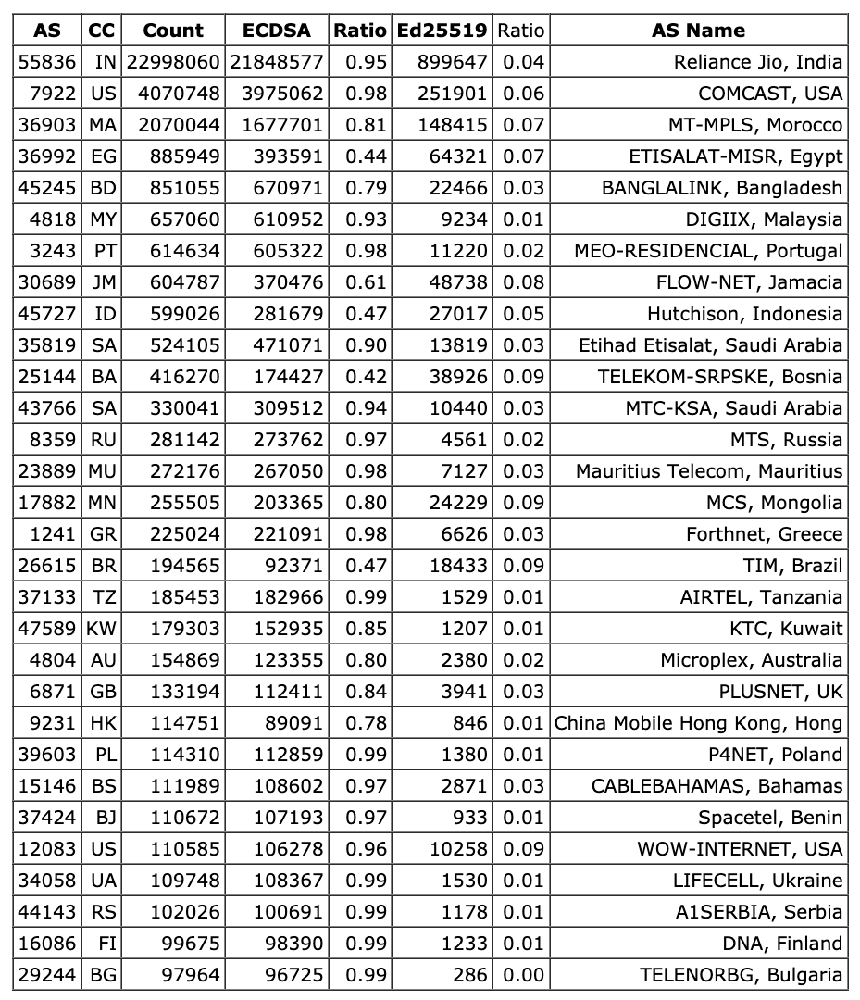 AS CC Count ECDSA Ratio Ed25519 Ratio AS Name
55836 IN 22998060 21848577 0.95 899647 0.04 Reliance Jio, India
7922 US 4070748 3975062 0.98 251901 0.06 COMCAST, USA
36903 MA 2070044 1677701 0.81 148415 0.07 MT-MPLS, Morocco
36992 EG 885949 393591 0.44 64321 0.07 ETISALAT-MISR, Egypt
45245 BD 851055 670971 0.79 22466 0.03 BANGLALINK, Bangladesh
4818 MY 657060 610952 0.93 9234 0.01 DIGIIX, Malaysia
3243 PT 614634 605322 0.98 11220 0.02 MEO-RESIDENCIAL, Portugal
30689 JM 604787 370476 0.61 48738 0.08 FLOW-NET, Jamacia
45727 ID 599026 281679 0.47 27017 0.05 Hutchison, Indonesia
35819 SA 524105 471071 0.90 13819 0.03 Etihad Etisalat, Saudi Arabia
25144 BA 416270 174427 0.42 38926 0.09 TELEKOM-SRPSKE, Bosnia
43766 SA 330041 309512 0.94 10440 0.03 MTC-KSA, Saudi Arabia
8359 RU 281142 273762 0.97 4561 0.02 MTS, Russia
23889 MU 272176 267050 0.98 7127 0.03 Mauritius Telecom, Mauritius
17882 MN 255505 203365 0.80 24229 0.09 MCS, Mongolia
1241 GR 225024 221091 0.98 6626 0.03 Forthnet, Greece
26615 BR 194565 92371 0.47 18433 0.09 TIM, Brazil
37133 TZ 185453 182966 0.99 1529 0.01 AIRTEL, Tanzania
47589 KW 179303 152935 0.85 1207 0.01 KTC, Kuwait
4804 AU 154869 123355 0.80 2380 0.02 Microplex, Australia
6871 GB 133194 112411 0.84 3941 0.03 PLUSNET, UK
9231 HK 114751 89091 0.78 846 0.01 China Mobile Hong Kong, Hong
39603 PL 114310 112859 0.99 1380 0.01 P4NET, Poland
15146 BS 111989 108602 0.97 2871 0.03 CABLEBAHAMAS, Bahamas
37424 BJ 110672 107193 0.97 933 0.01 Spacetel, Benin
12083 US 110585 106278 0.96 10258 0.09 WOW-INTERNET, USA
34058 UA 109748 108367 0.99 1530 0.01 LIFECELL, Ukraine
44143 RS 102026 100691 0.99 1178 0.01 A1SERBIA, Serbia
16086 FI 99675 98390 0.99 1233 0.01 DNA, Finland
29244 BG 97964 96725 0.99 286 0.00 TELENORBG, Bulgaria